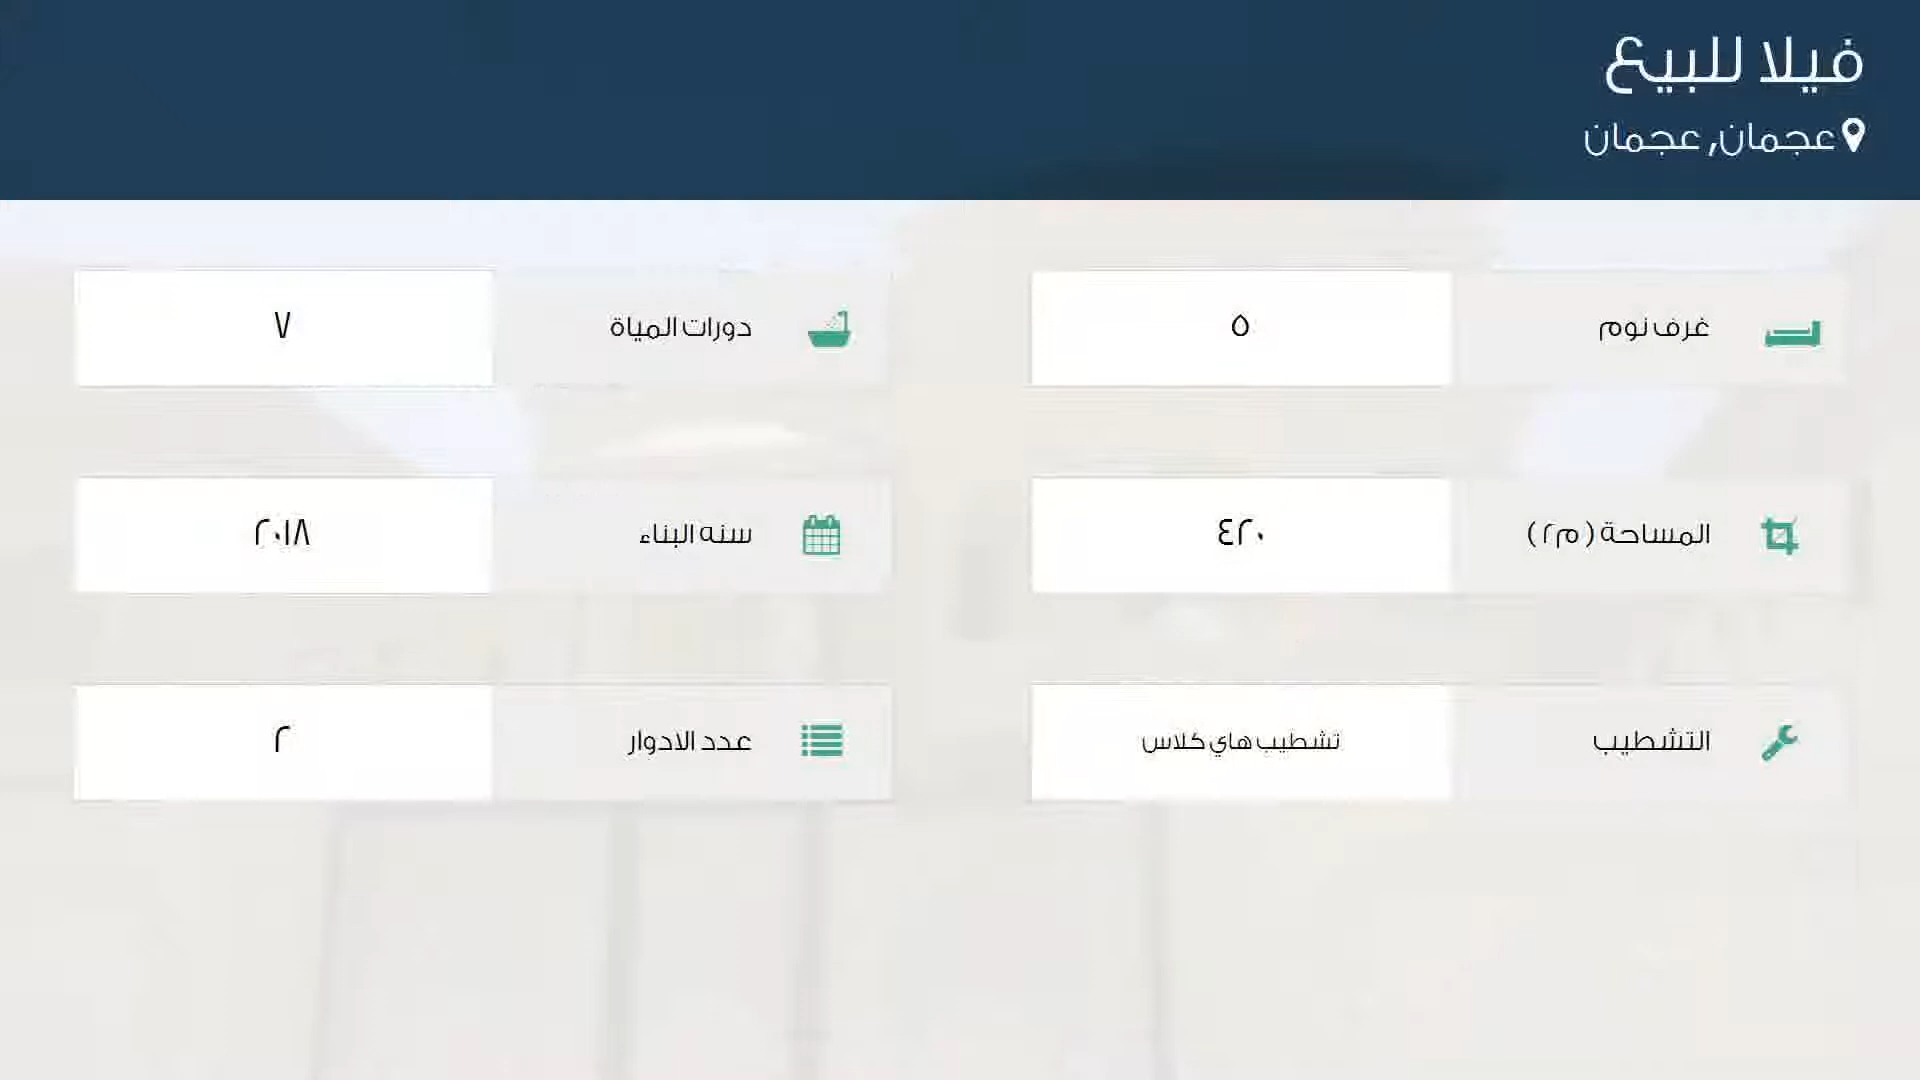 فيلا للبيع
عجمان, عجمان
غرف نوم
٥
دورات المياة
٧
المساحة (م٢)
٤٢٠
سنه البناء
٢٠١٨
التشطيب
تشطيب هاي كلاس
عدد الادوار
٢